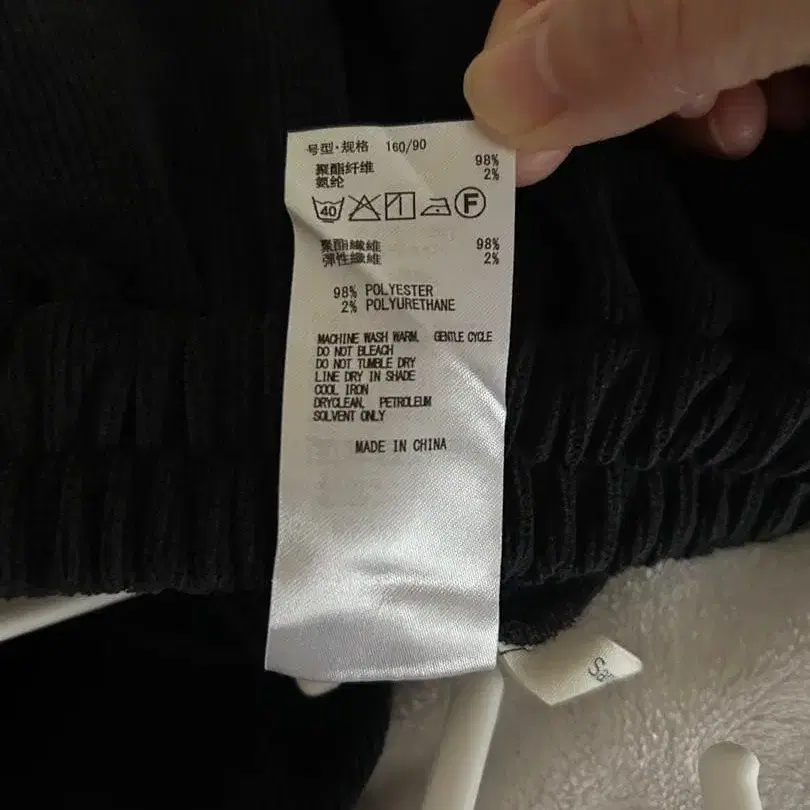 号型·规格 160/90
聚酯纤维 98%
氨纶 2%
40 F
聚酯纖維 98%
彈性纖維 2%
98% POLYESTER
2% POLYURETHANE
MACHINE WASH WARM, GENTLE CYCLE
DO NOT BLEACH
DO NOT TUMBLE DRY
LINE DRY IN SHADE
COOL IRON
DRYCLEAN, PETROLEUM
SOLVENT ONLY
MADE IN CHINA